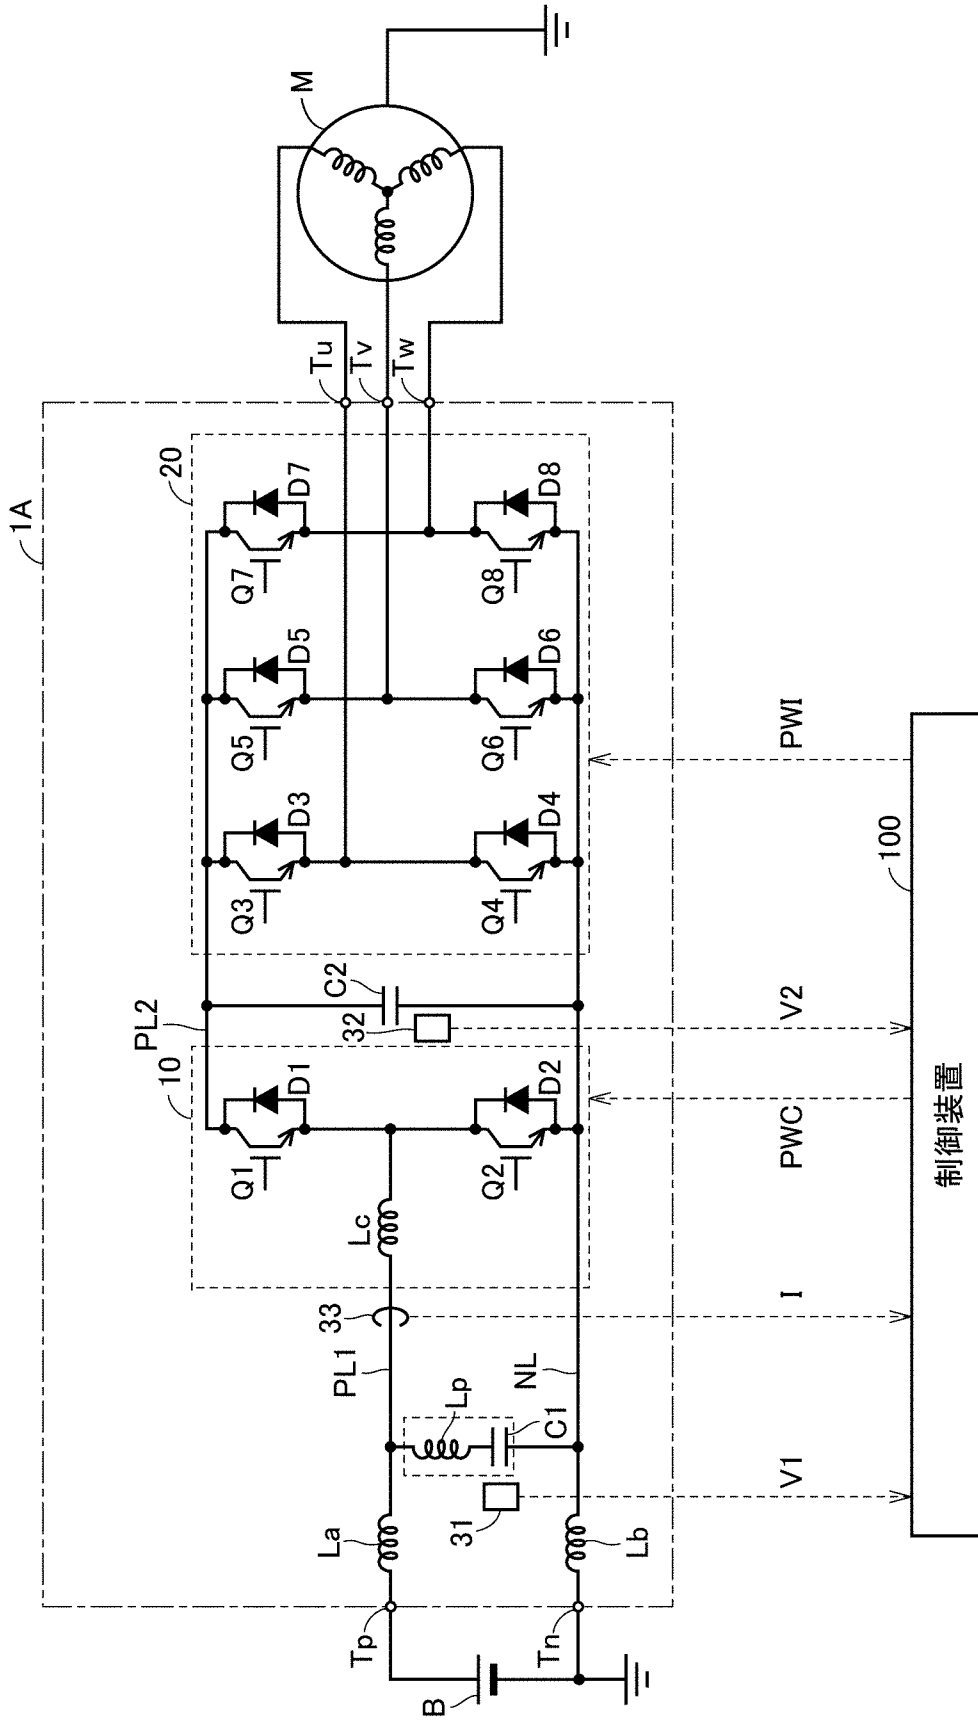 1A
10
PL2
20
Q1
D1
32
C2
Q3
D3
Q5
D5
Q7
D7
Tu
M
La
PL1
33
Lc
Tv
Tp
Lp
Tw
B
31
C1
Q2
D2
Q4
D4
Q6
D6
Q8
D8
Tn
Lb
NL
V1
I
PWC
V2
PWI
100
制御装置